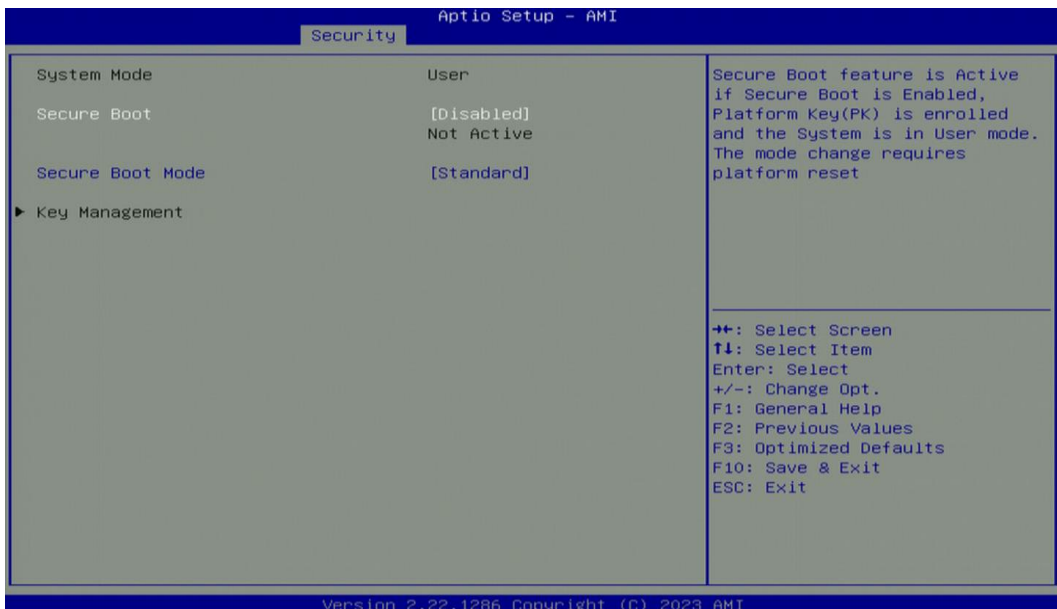 Aptio Setup - AMI
Security
System Mode User
Secure Boot [Disabled]
Not Active
Secure Boot Mode [Standard]
Key Management
Secure Boot feature is Active
if Secure Boot is Enabled,
Platform Key(PK) is enrolled
and the System is in User mode.
The mode change requires
platform reset
→←: Select Screen
↑↓: Select Item
Enter: Select
+/-: Change Opt.
F1: General Help
F2: Previous Values
F3: Optimized Defaults
F10: Save & Exit
ESC: Exit
Version 2.22.1286 Copyright (C) 2023 AMI